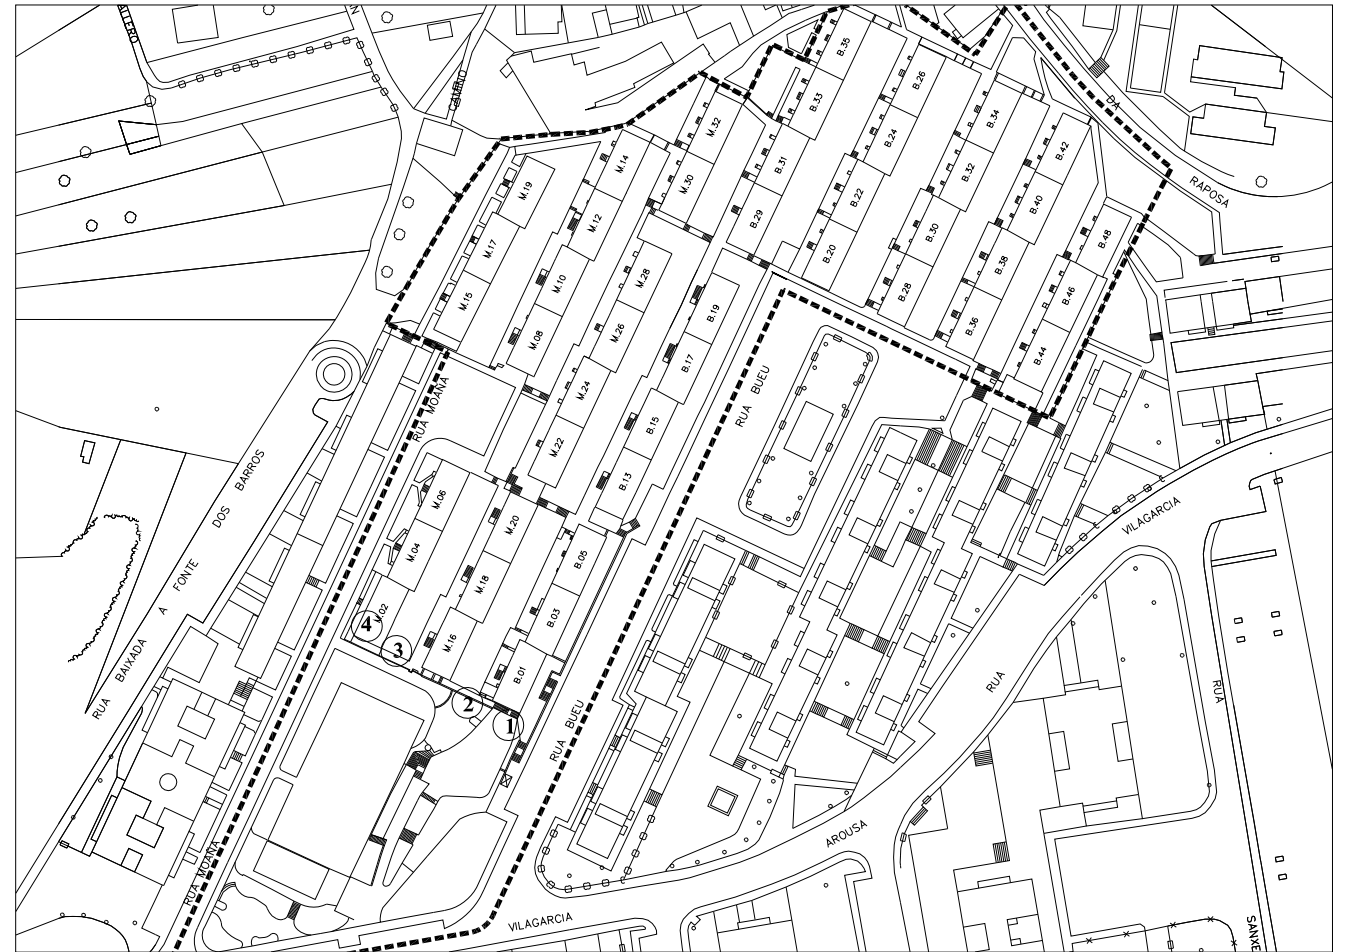 ALLERO
N
CAMINO
B.35
B.26
B.33
B.34
DA
M.32
B.24
B.42
M.14
B.31
B.32
M.19
M.30
B.22
RAPOSA
M.12
B.29
B.40
M.17
B.30
B.48
M.10
M.28
B.20
B.38
M.15
B.28
B.46
B.19
M.08
M.26
B.36
B.17
B.44
RUA MOAÑA
M.24
RUA BUEU
B.15
M.22
B.13
RUA BAIXADA A FONTE DOS BARROS
M.06
M.20
VILAGARCIA
M.04
B.05
M.18
M.02
B.03
4
3
M.16
B.01
RUA
RUA
2
1
RUA BUEU
AROUSA
RUA MOAÑA
VILAGARCIA
SANXE